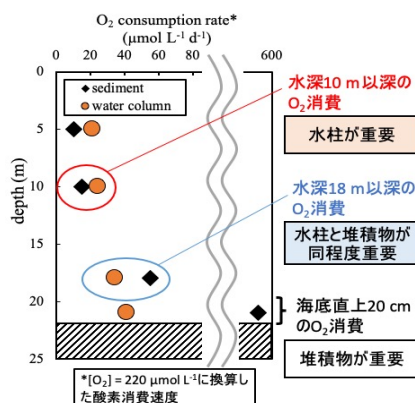 O₂ consumption rate*
(μmol L⁻¹ d⁻¹)
0 20 40 60 80 600
0
5
10
15
20
25
depth (m)
sediment
water column
水深10 m以深の
O₂消費
水柱が重要
水深18 m以深の
O₂消費
水柱と堆積物が
同程度重要
海底直上20 cm
のO₂消費
堆積物が重要
*[O₂] = 220 μmol L⁻¹に換算し
た酸素消費速度